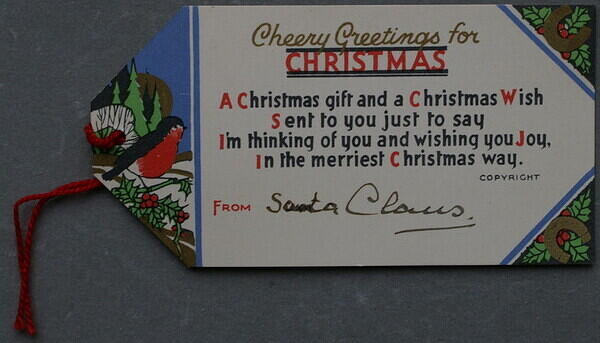 Cheery Greetings for
CHRISTMAS
A Christmas gift and a Christmas Wish
Sent to you just to say
I'm thinking of you and wishing you Joy,
In the merriest Christmas way.
COPYRIGHT
FROM Santa Claus.